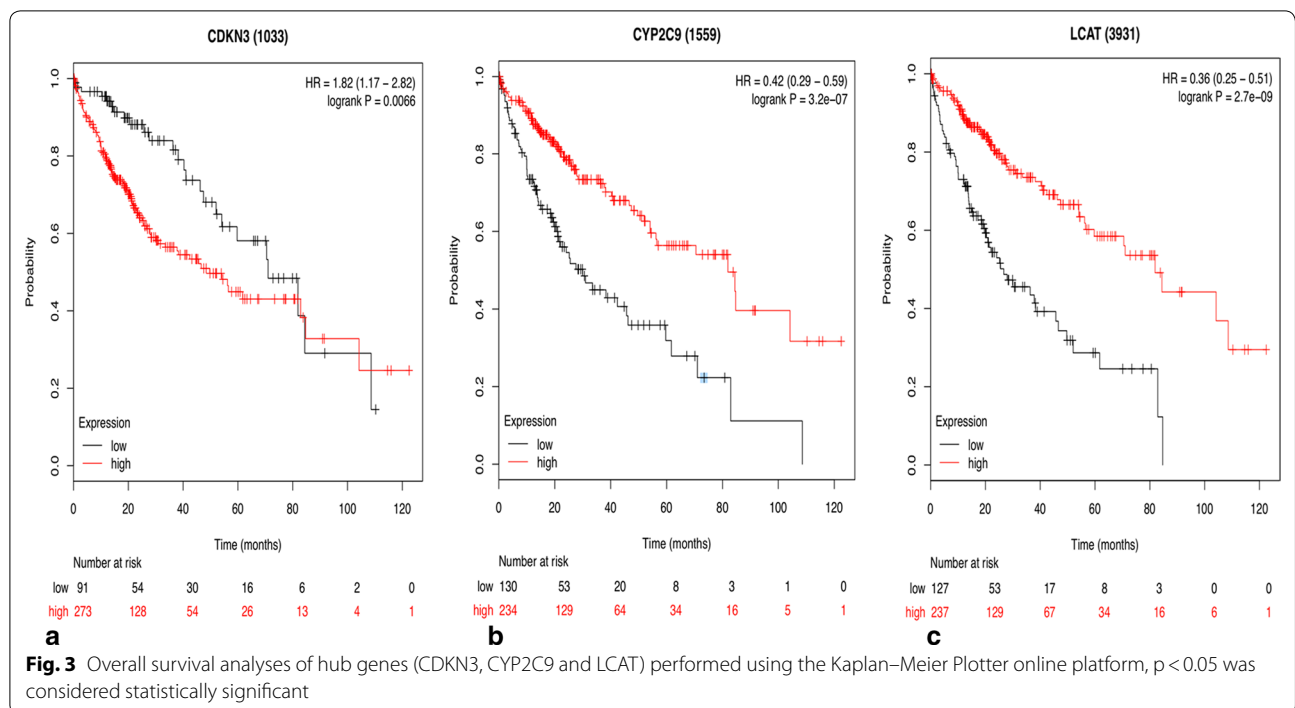 CDKN3 (1033)
HR = 1.82 (1.17 − 2.82)
logrank P = 0.0066
Probability
1.0
0.8
0.6
0.4
0.2
0.0
Expression
low
high
0 20 40 60 80 100 120
Time (months)
Number at risk
low 91 54 30 16 6 2 0
high 273 128 54 26 13 4 1
a
CYP2C9 (1559)
HR = 0.42 (0.29 − 0.59)
logrank P = 3.2e−07
Probability
1.0
0.8
0.6
0.4
0.2
0.0
Expression
low
high
0 20 40 60 80 100 120
Time (months)
Number at risk
low 130 53 20 8 3 1 0
high 234 129 64 34 16 5 1
b
LCAT (3931)
HR = 0.36 (0.25 − 0.51)
logrank P = 2.7e−09
Probability
1.0
0.8
0.6
0.4
0.2
0.0
Expression
low
high
0 20 40 60 80 100 120
Time (months)
Number at risk
low 127 53 17 8 3 0 0
high 237 129 67 34 16 6 1
c
Fig. 3 Overall survival analyses of hub genes (CDKN3, CYP2C9 and LCAT) performed using the Kaplan–Meier Plotter online platform, p < 0.05 was
considered statistically significant